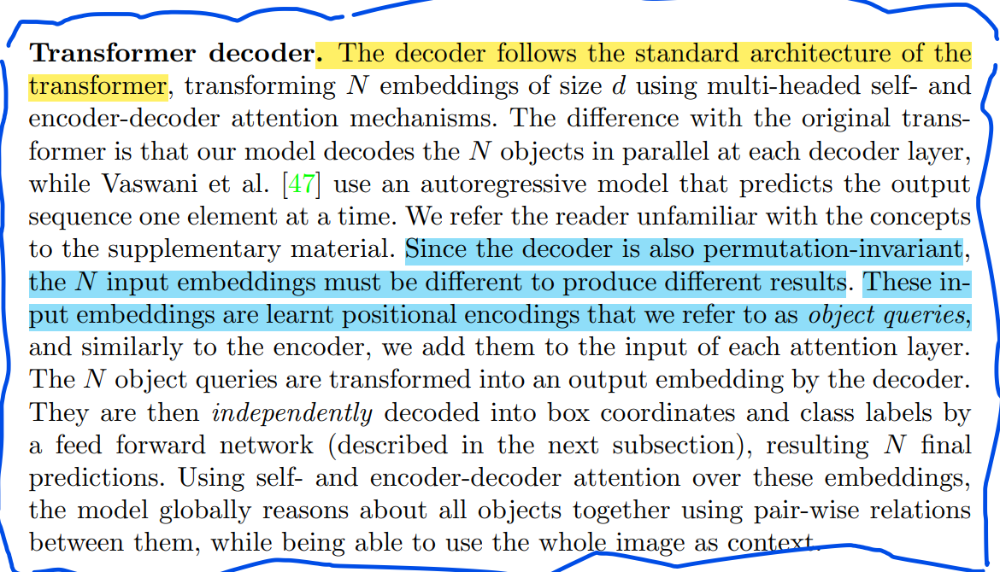 Transformer decoder. The decoder follows the standard architecture of the
transformer, transforming N embeddings of size d using multi-headed self- and
encoder-decoder attention mechanisms. The difference with the original trans-
former is that our model decodes the N objects in parallel at each decoder layer,
while Vaswani et al. [47] use an autoregressive model that predicts the output
sequence one element at a time. We refer the reader unfamiliar with the concepts
to the supplementary material. Since the decoder is also permutation-invariant,
the N input embeddings must be different to produce different results. These in-
put embeddings are learnt positional encodings that we refer to as object queries,
and similarly to the encoder, we add them to the input of each attention layer.
The N object queries are transformed into an output embedding by the decoder.
They are then independently decoded into box coordinates and class labels by
a feed forward network (described in the next subsection), resulting N final
predictions. Using self- and encoder-decoder attention over these embeddings,
the model globally reasons about all objects together using pair-wise relations
between them, while being able to use the whole image as context.